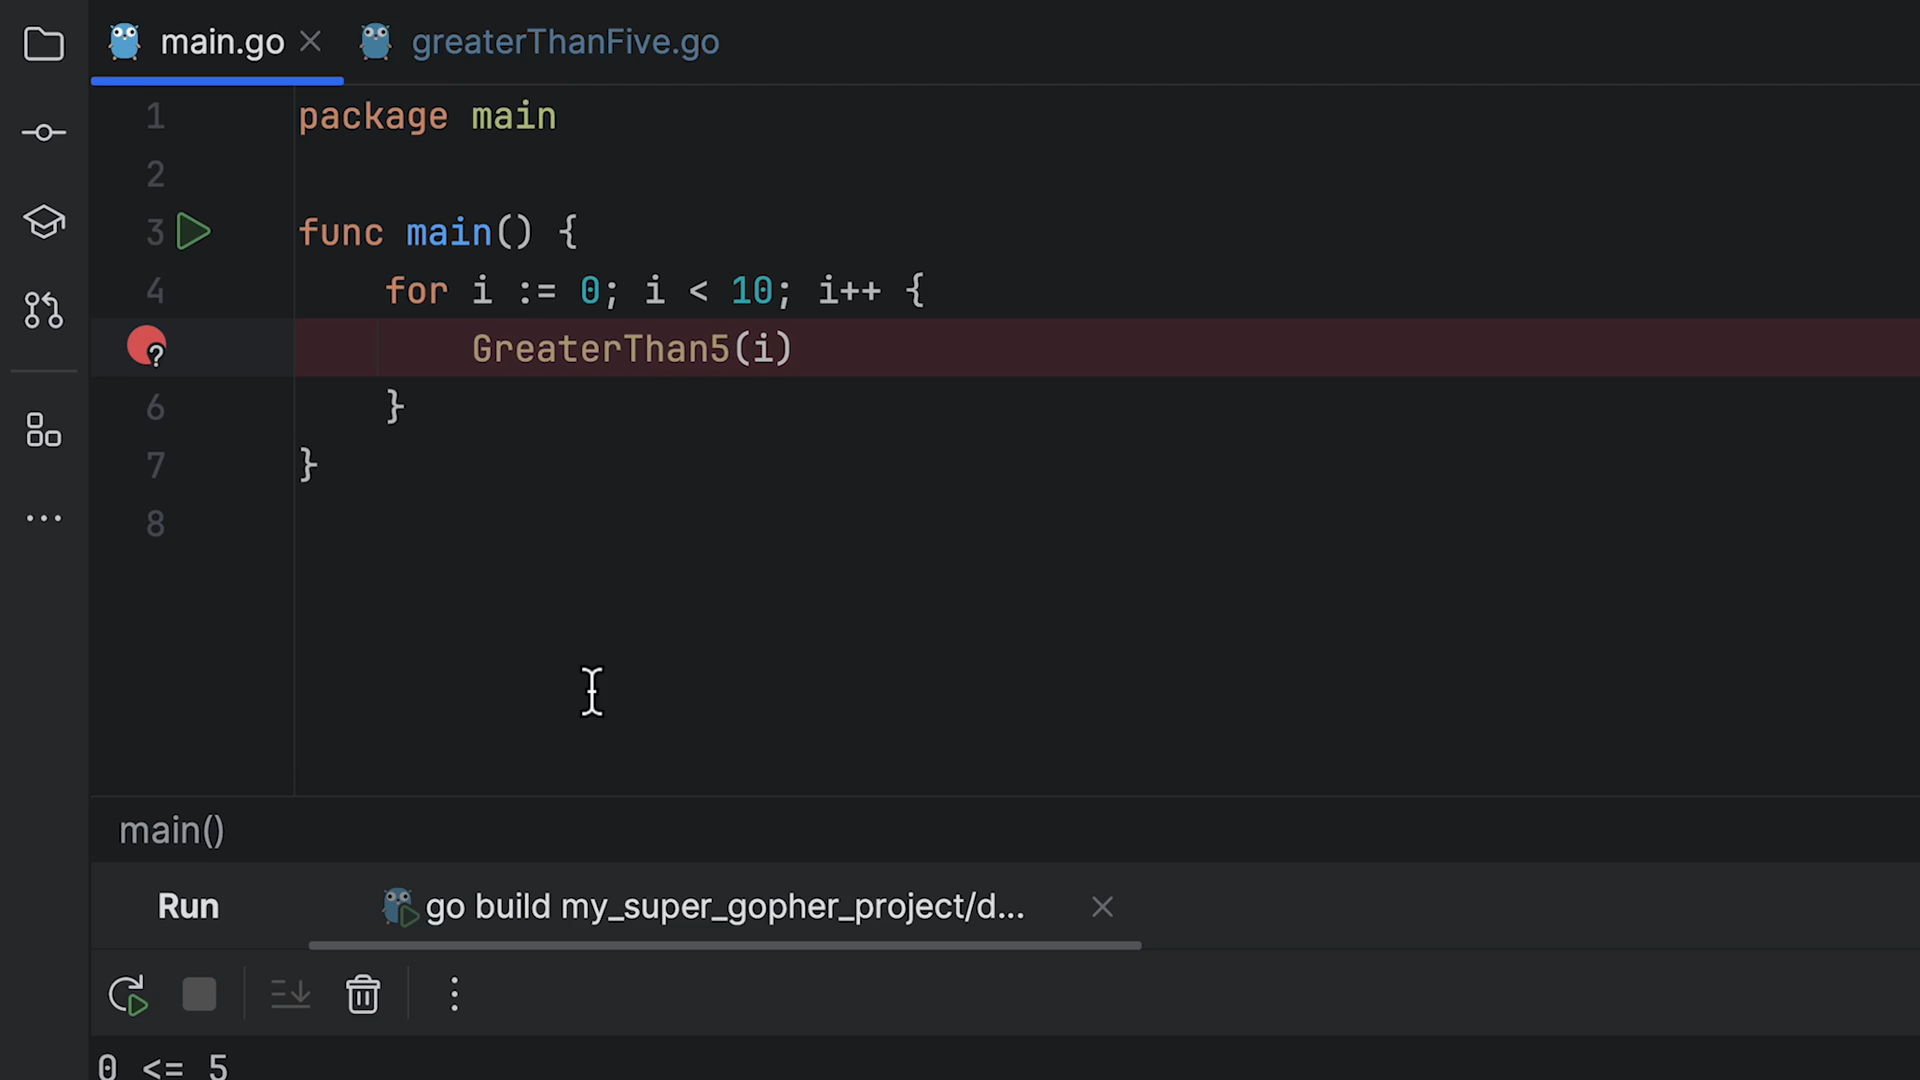 main.go
greaterThanFive.go
1 package main
2
3 func main() {
4 for i := 0; i < 10; i++ {
? GreaterThan5(i)
6 }
7 }
8
main()
Run go build my_super_gopher_project/d...
0 <= 5